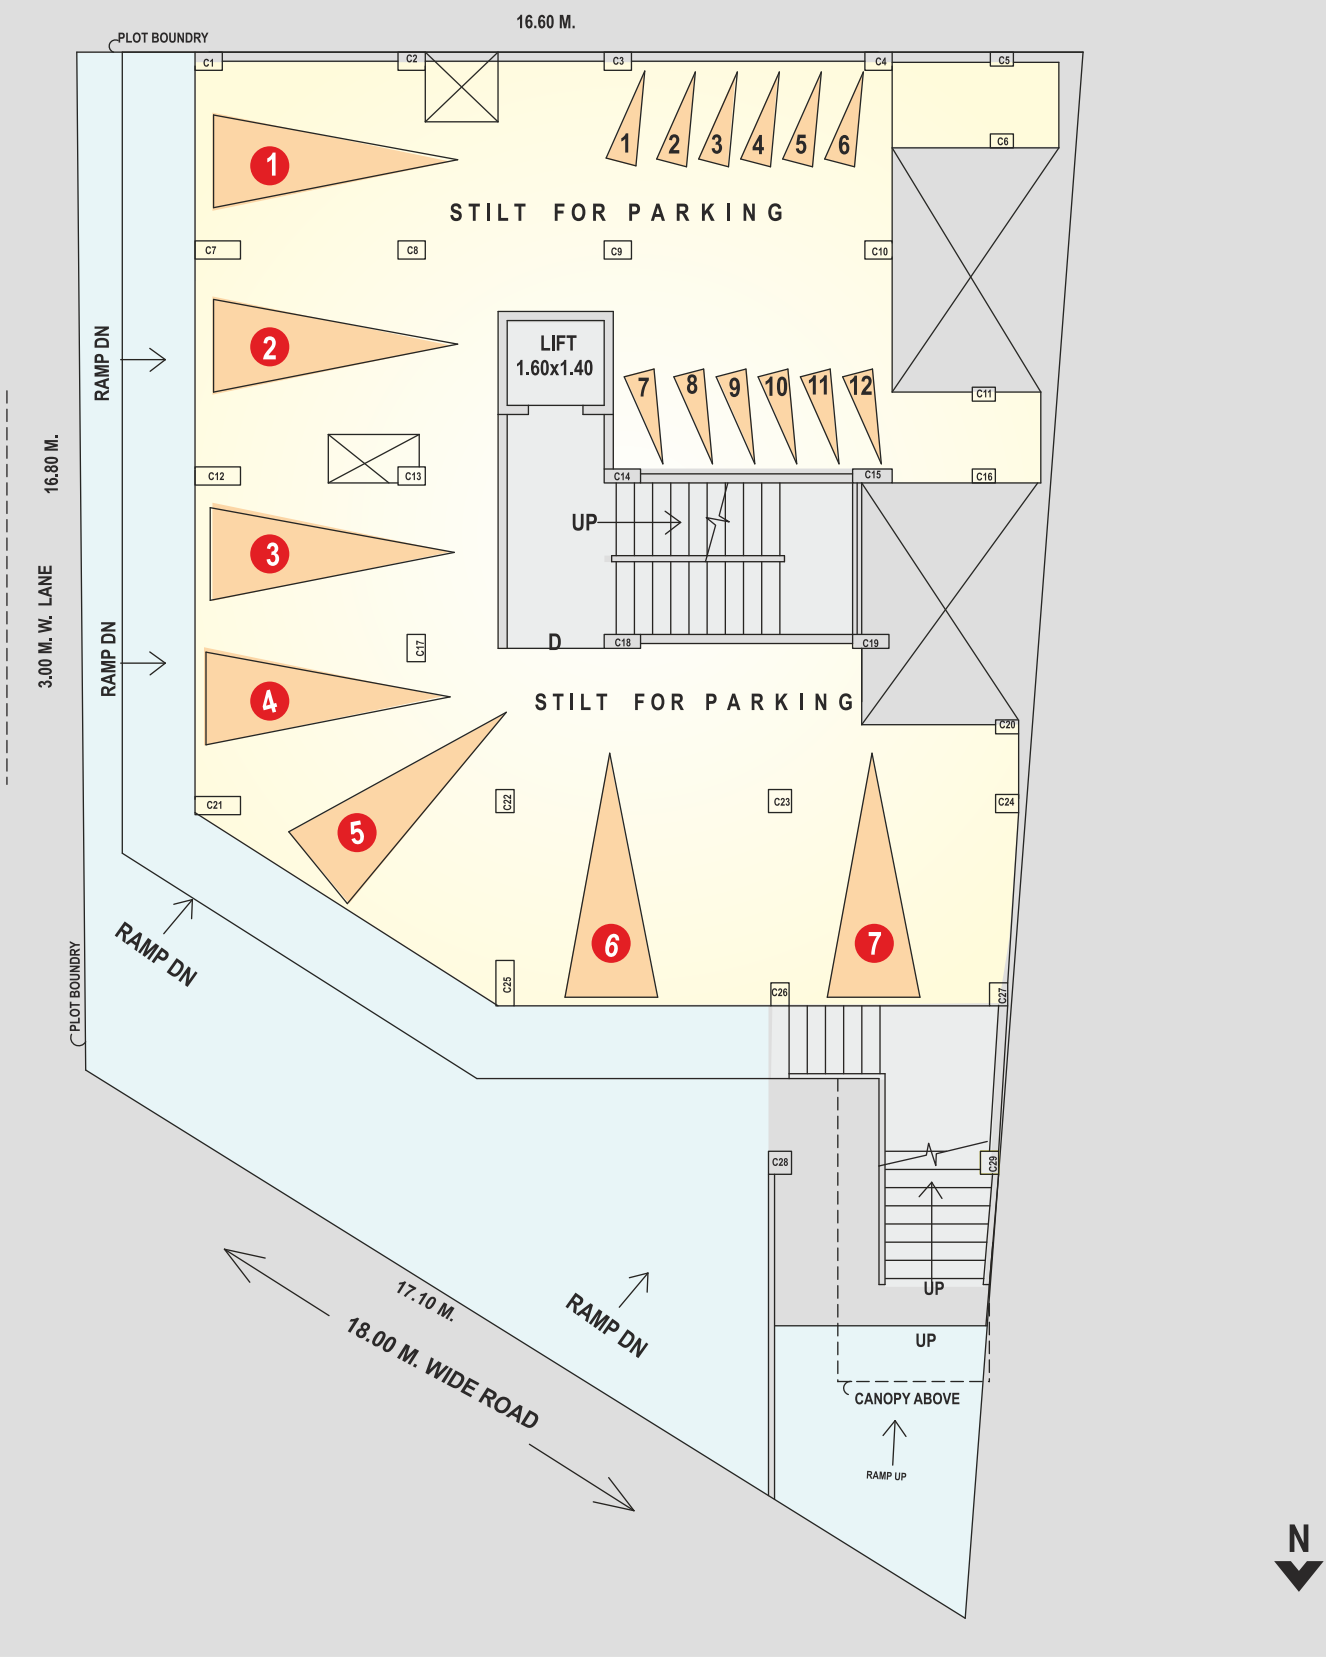 16.60 M.
PLOT BOUNDRY
C1
C2
C3
C4
C5
C6
1
1
2
3
4
5
6
STILT FOR PARKING
C7
C8
C9
C10
RAMP DN
2
LIFT
1.60x1.40
7
8
9
10
11
12
C11
16.80 M.
C12
C13
C14
C15
C16
UP
3
3.00 M. W. LANE
RAMP DN
C17
D
C18
C19
4
STILT FOR PARKING
C20
C21
C22
C23
C24
5
RAMP DN
PLOT BOUNDRY
6
7
C25
C26
C27
C28
C29
17.10 M.
18.00 M. WIDE ROAD
RAMP DN
UP
UP
CANOPY ABOVE
RAMP UP
N